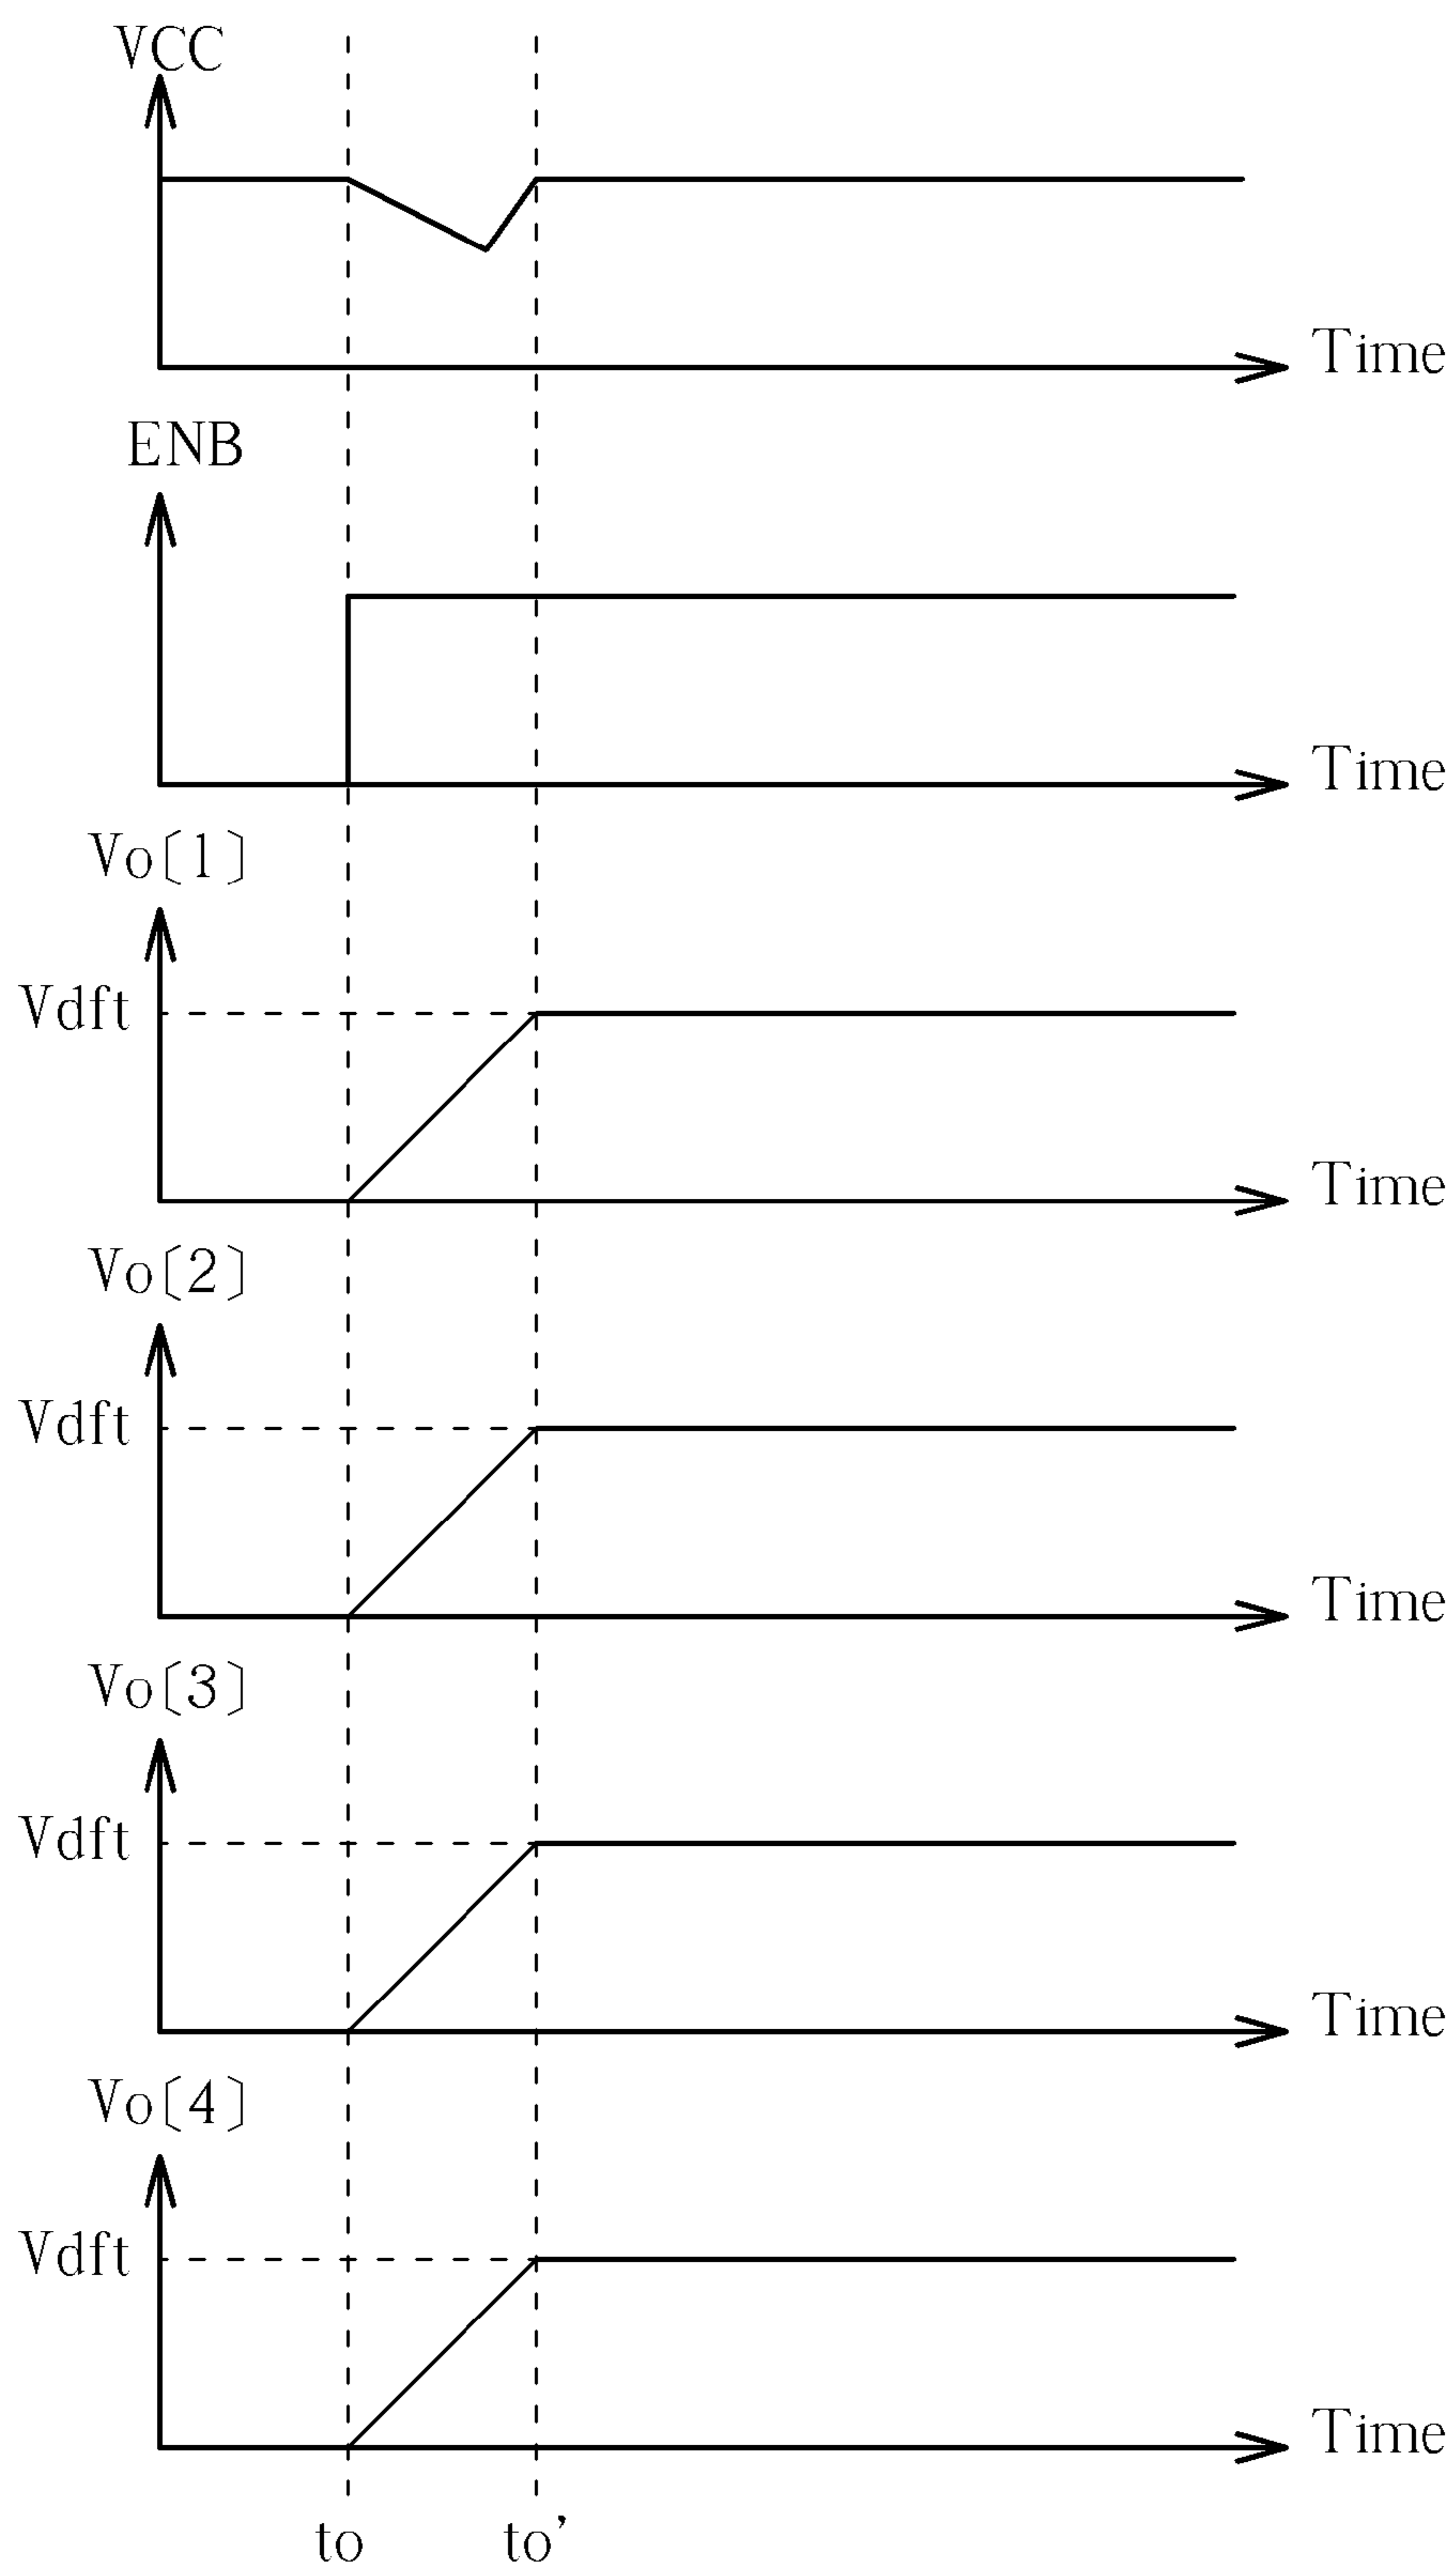 VCC
Time
ENB
Time
Vo[1]
Vdft
Time
Vo[2]
Vdft
Time
Vo[3]
Vdft
Time
Vo[4]
Vdft
Time
to to'